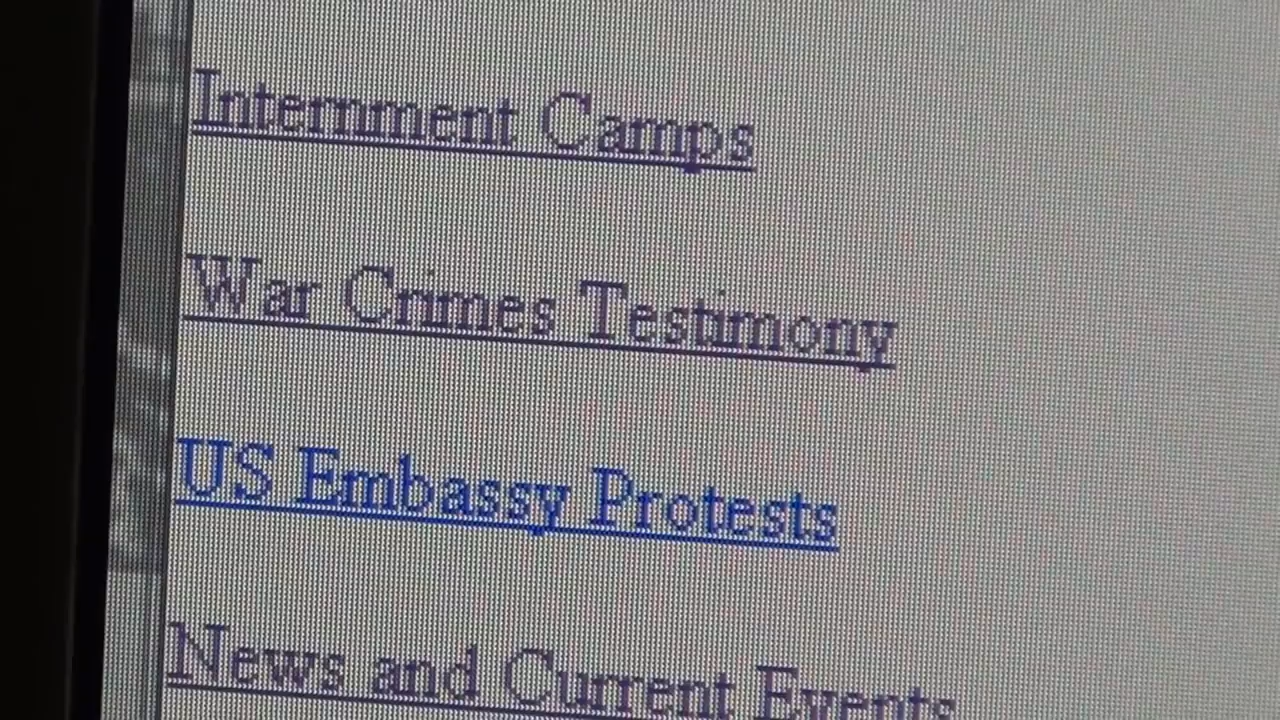 Internment Camps
War Crimes Testimony
US Embassy Protests
News and Current Events